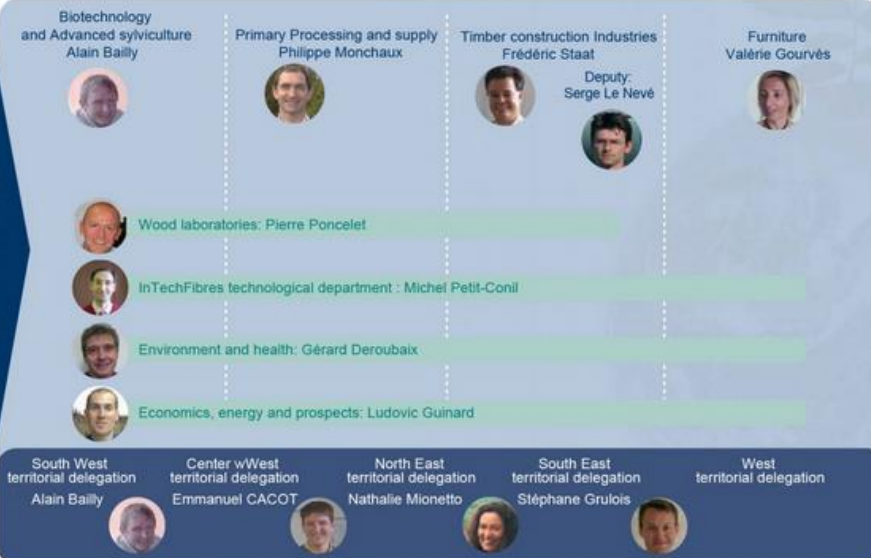 Biotechnology
and Advanced sylviculture
Alain Bailly
Primary Processing and supply
Philippe Monchaux
Timber construction Industries
Frédéric Staat
Deputy:
Serge Le Nevé
Furniture
Valérie Gourvès
Wood laboratories: Pierre Poncelet
InTechFibres technological department : Michel Petit-Conil
Environment and health: Gérard Deroubaix
Economics, energy and prospects: Ludovic Guinard
South West
territorial delegation
Alain Bailly
Center wWest
territorial delegation
Emmanuel CACOT
North East
territorial delegation
Nathalie Mionetto
South East
territorial delegation
Stéphane Grulois
West
territorial delegation